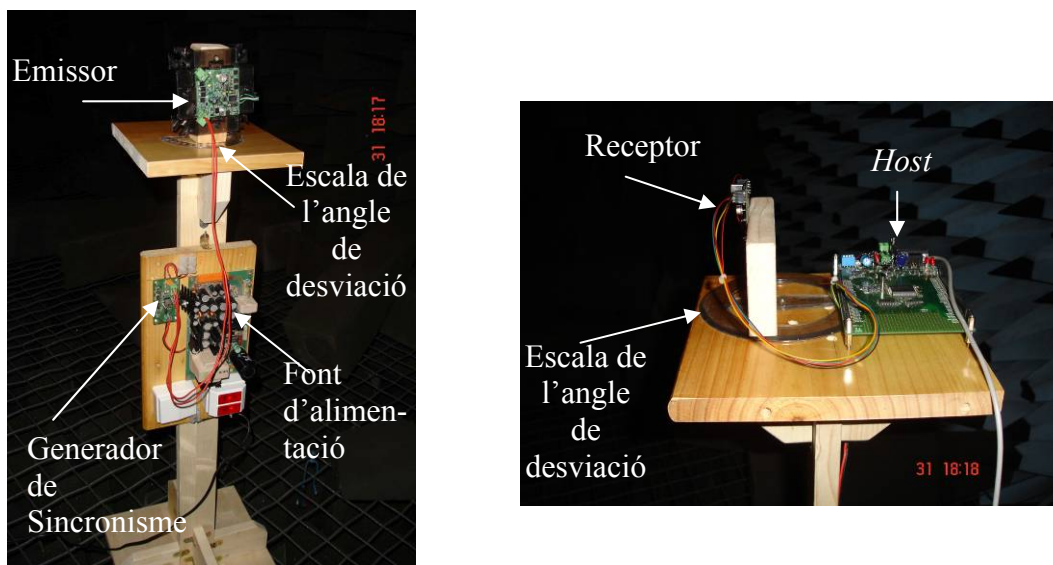 Emissor
31 18:17
Escala de
l'angle
de
desviació
Font
d'alimen-
tació
Generador
de
Sincronisme
Receptor
Host
Escala de
l'angle
de
desviació
31 18:18